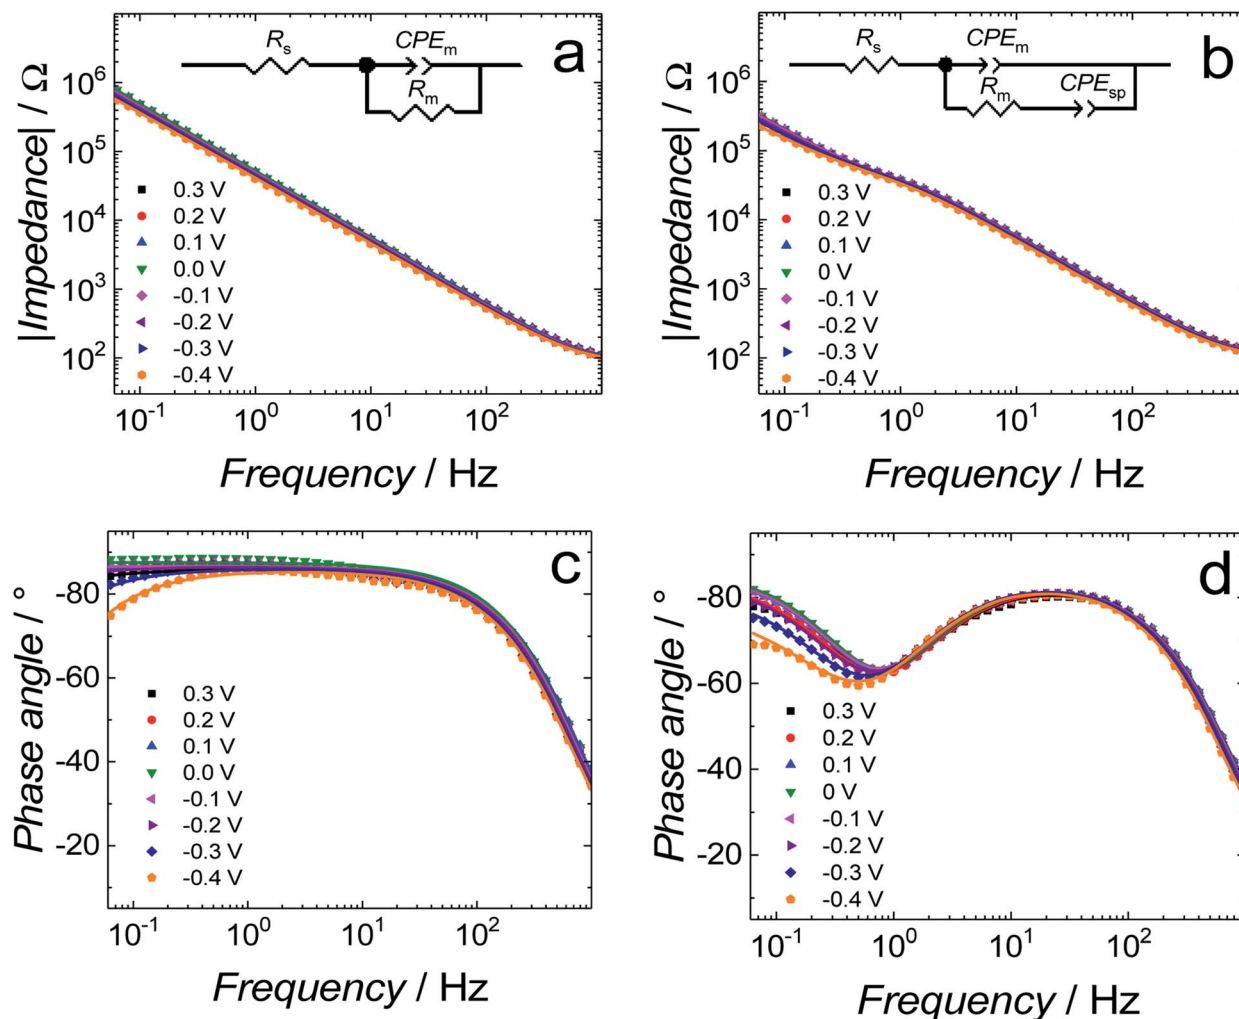 a
R_s CPE_m
R_m
|Impedance| / Ω
10^6
10^5
10^4
10^3
10^2
0.3 V
0.2 V
0.1 V
0.0 V
-0.1 V
-0.2 V
-0.3 V
-0.4 V
10^-1 10^0 10^1 10^2
Frequency / Hz
b
R_s CPE_m
R_m CPE_sp
|Impedance| / Ω
10^6
10^5
10^4
10^3
10^2
0.3 V
0.2 V
0.1 V
0 V
-0.1 V
-0.2 V
-0.3 V
-0.4 V
10^-1 10^0 10^1 10^2
Frequency / Hz
c
Phase angle / °
-80
-60
-40
-20
0.3 V
0.2 V
0.1 V
0.0 V
-0.1 V
-0.2 V
-0.3 V
-0.4 V
10^-1 10^0 10^1 10^2
Frequency / Hz
d
Phase angle / °
-80
-60
-40
-20
0.3 V
0.2 V
0.1 V
0 V
-0.1 V
-0.2 V
-0.3 V
-0.4 V
10^-1 10^0 10^1 10^2
Frequency / Hz